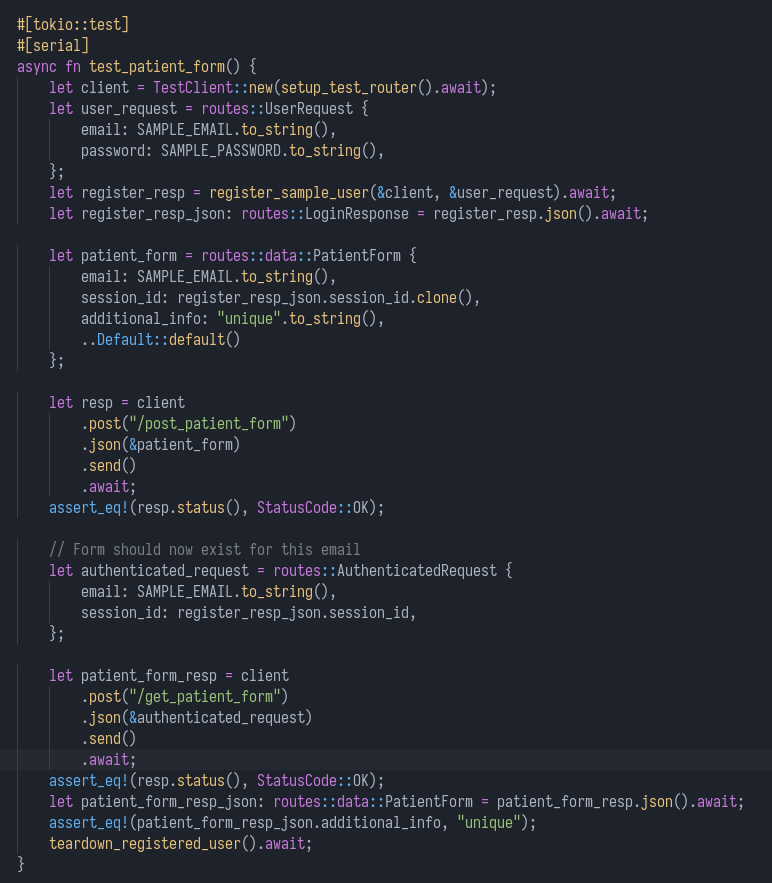 #[tokio::test]
#[serial]
async fn test_patient_form() {
    let client = TestClient::new(setup_test_router().await);
    let user_request = routes::UserRequest {
        email: SAMPLE_EMAIL.to_string(),
        password: SAMPLE_PASSWORD.to_string(),
    };
    let register_resp = register_sample_user(&client, &user_request).await;
    let register_resp_json: routes::LoginResponse = register_resp.json().await;

    let patient_form = routes::data::PatientForm {
        email: SAMPLE_EMAIL.to_string(),
        session_id: register_resp_json.session_id.clone(),
        additional_info: "unique".to_string(),
        ..Default::default()
    };

    let resp = client
        .post("/post_patient_form")
        .json(&patient_form)
        .send()
        .await;
    assert_eq!(resp.status(), StatusCode::OK);

    // Form should now exist for this email
    let authenticated_request = routes::AuthenticatedRequest {
        email: SAMPLE_EMAIL.to_string(),
        session_id: register_resp_json.session_id,
    };

    let patient_form_resp = client
        .post("/get_patient_form")
        .json(&authenticated_request)
        .send()
        .await;
    assert_eq!(resp.status(), StatusCode::OK);
    let patient_form_resp_json: routes::data::PatientForm = patient_form_resp.json().await;
    assert_eq!(patient_form_resp_json.additional_info, "unique");
    teardown_registered_user().await;
}